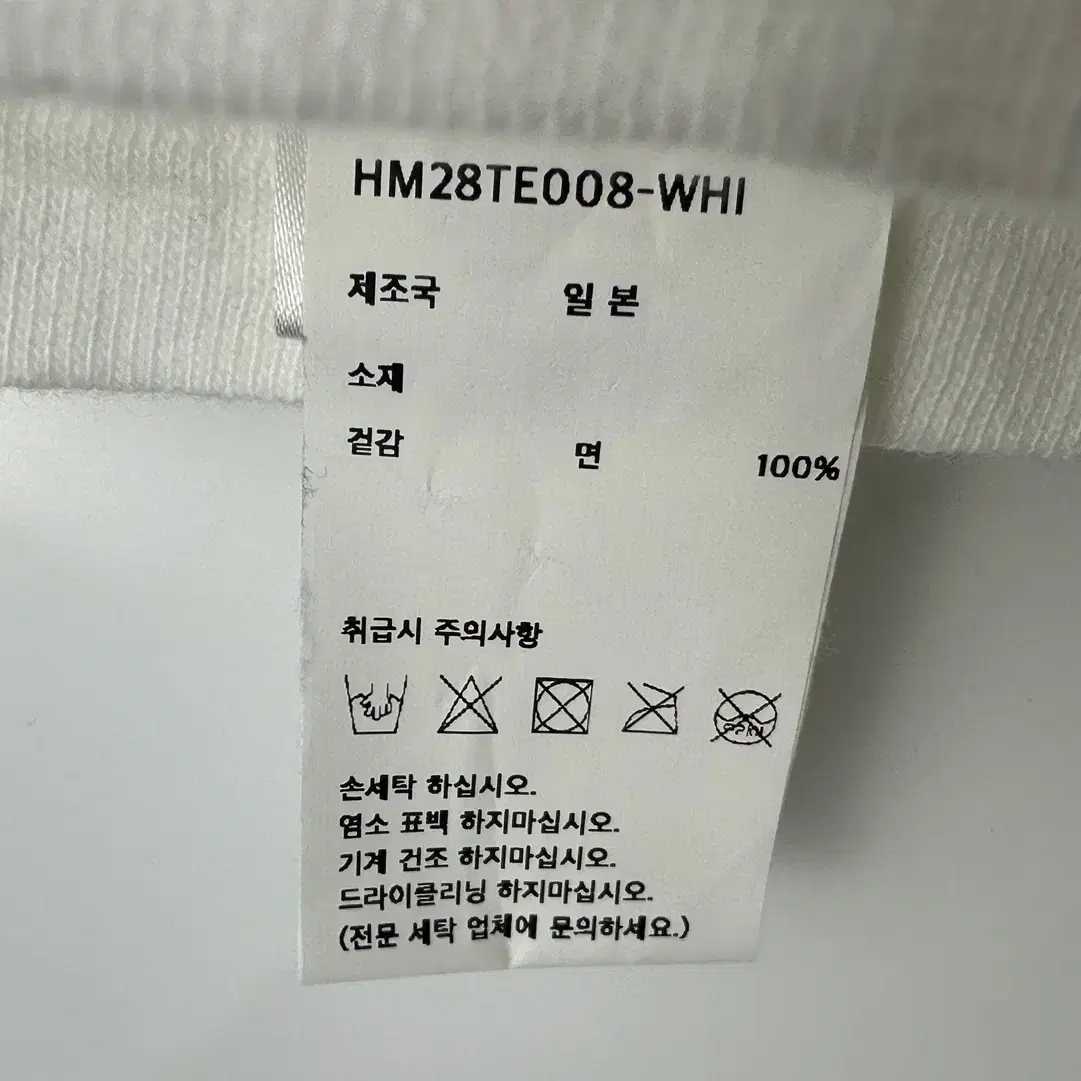 HM28TE008-WHI
제조국 일 본
소재
겉감 면 100%
취급시 주의사항
손세탁 하십시오.
염소 표백 하지마십시오.
기계 건조 하지마십시오.
드라이클리닝 하지마십시오.
(전문 세탁 업체에 문의하세요.)